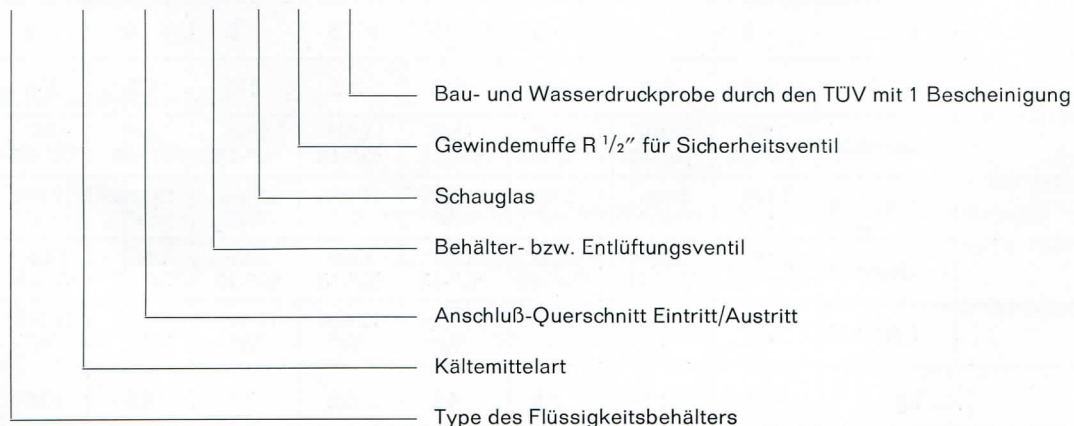 Bau- und Wasserdruckprobe durch den TÜV mit 1 Bescheinigung
Gewindemuffe R 1/2″ für Sicherheitsventil
Schauglas
Behälter- bzw. Entlüftungsventil
Anschluß-Querschnitt Eintritt/Austritt
Kältemittelart
Type des Flüssigkeitsbehälters